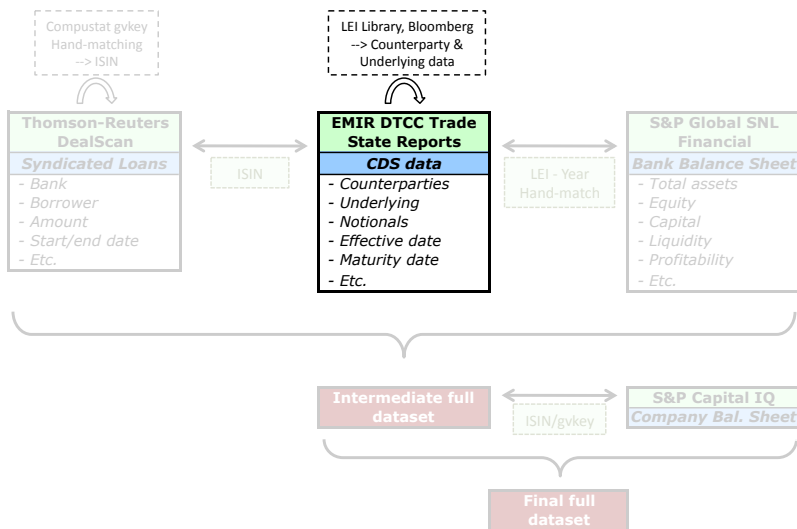 Compustat gvkey
Hand-matching
--> ISIN
LEI Library, Bloomberg
--> Counterparty &
Underlying data
Thomson-Reuters
DealScan
Syndicated Loans
- Bank
- Borrower
- Amount
- Start/end date
- Etc.
ISIN
EMIR DTCC Trade
State Reports
CDS data
- Counterparties
- Underlying
- Notionals
- Effective date
- Maturity date
- Etc.
LEI - Year
Hand-match
S&P Global SNL
Financial
Bank Balance Sheet
- Total assets
- Equity
- Capital
- Liquidity
- Profitability
- Etc.
Intermediate full
dataset
ISIN/gvkey
S&P Capital IQ
Company Bal. Sheet
Final full
dataset